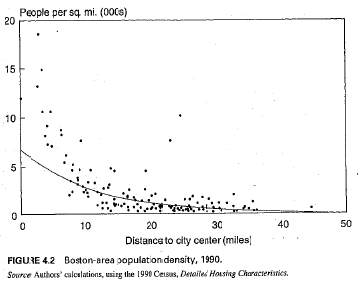 People per sq. mi. (000s)
20
15
10
5
0
0 10 20 30 40 50
Distance to city center (miles)
FIGURE 4.2 Boston-area population density, 1990.
Source Authors' calculations, using the 1990 Census, Detailed Housing Characteristics.